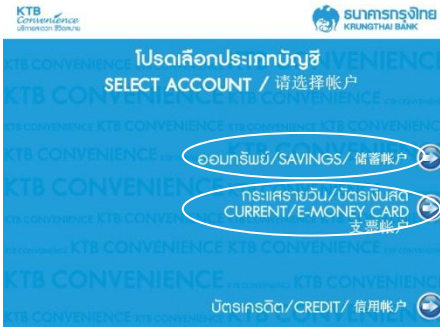 KTB
Convenience
บริการสะดวก ชีวิตสบาย
ธนาคารกรุงไทย
KRUNGTHAI BANK
โปรดเลือกประเภทบัญชี
SELECT ACCOUNT / 请选择帐户
ออมทรัพย์/SAVINGS/ 储蓄帐户
กระแสรายวัน/บัตรเงินสด
CURRENT/E-MONEY CARD
支票帐户
บัตรเครดิต/CREDIT/ 信用帐户